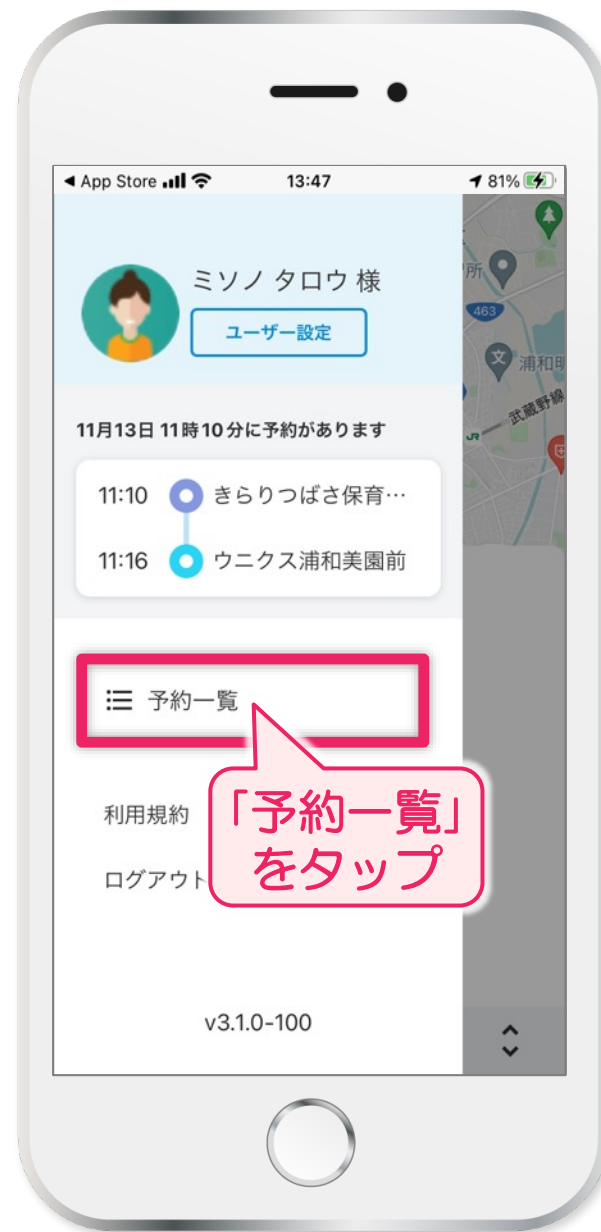 ◀ App Store 13:47 81%
ミソノ タロウ 様
ユーザー設定
所
463
文
浦和明
武蔵野線
JR
11月13日 11時10分に予約があります
11:10 きらりつばさ保育…
11:16 ウニクス浦和美園前
予約一覧
「予約一覧」
をタップ
利用規約
ログアウト
v3.1.0-100